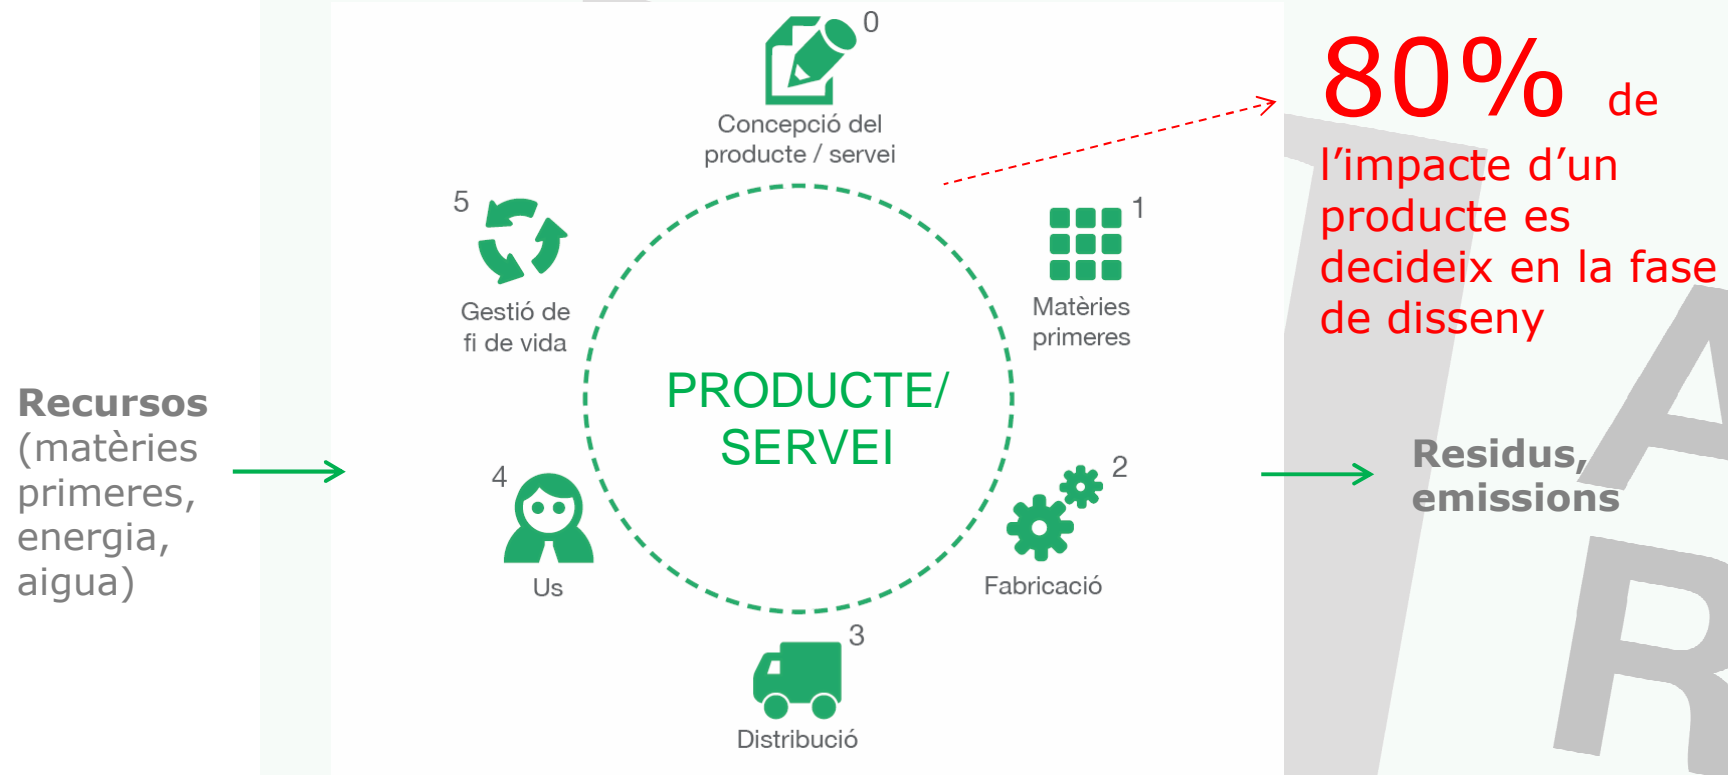 0
Concepció del
producte / servei
80% de
l’impacte d’un
producte es
decideix en la fase
de disseny
5
Gestió de
fi de vida
1
Matèries
primeres
PRODUCTE/
SERVEI
Recursos
(matèries
primeres,
energia,
aigua)
4
Us
2
Fabricació
Residus,
emissions
3
Distribució
A
R